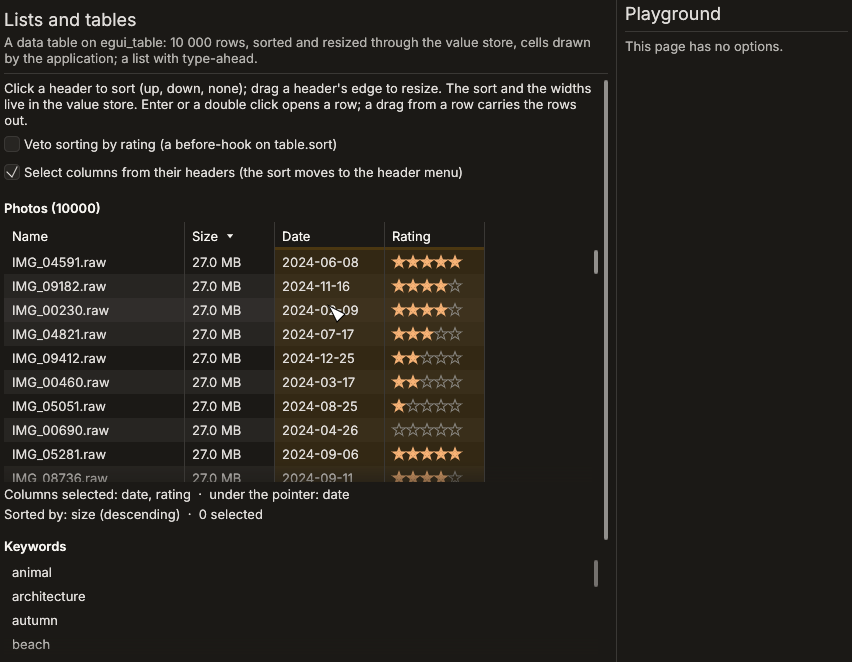 Lists and tables
A data table on egui_table: 10 000 rows, sorted and resized through the value store, cells drawn
by the application; a list with type-ahead.
Click a header to sort (up, down, none); drag a header's edge to resize. The sort and the widths
live in the value store. Enter or a double click opens a row; a drag from a row carries the rows
out.
Veto sorting by rating (a before-hook on table.sort)
Select columns from their headers (the sort moves to the header menu)
Photos (10000)
Name Size Date Rating
IMG_04591.raw 27.0 MB 2024-06-08 ★★★★★
IMG_09182.raw 27.0 MB 2024-11-16 ★★★★☆
IMG_00230.raw 27.0 MB 2024- 09 ★★★★☆
IMG_04821.raw 27.0 MB 2024-07-17 ★★★☆☆
IMG_09412.raw 27.0 MB 2024-12-25 ★★☆☆☆
IMG_00460.raw 27.0 MB 2024-03-17 ★★☆☆☆
IMG_05051.raw 27.0 MB 2024-08-25 ★☆☆☆☆
IMG_00690.raw 27.0 MB 2024-04-26 ☆☆☆☆☆
IMG_05281.raw 27.0 MB 2024-09-06 ★★★★★
IMG_08736.raw 27.0 MB 2024-09-11 ★★★★☆
Columns selected: date, rating · under the pointer: date
Sorted by: size (descending) · 0 selected
Keywords
animal
architecture
autumn
beach
Playground
This page has no options.